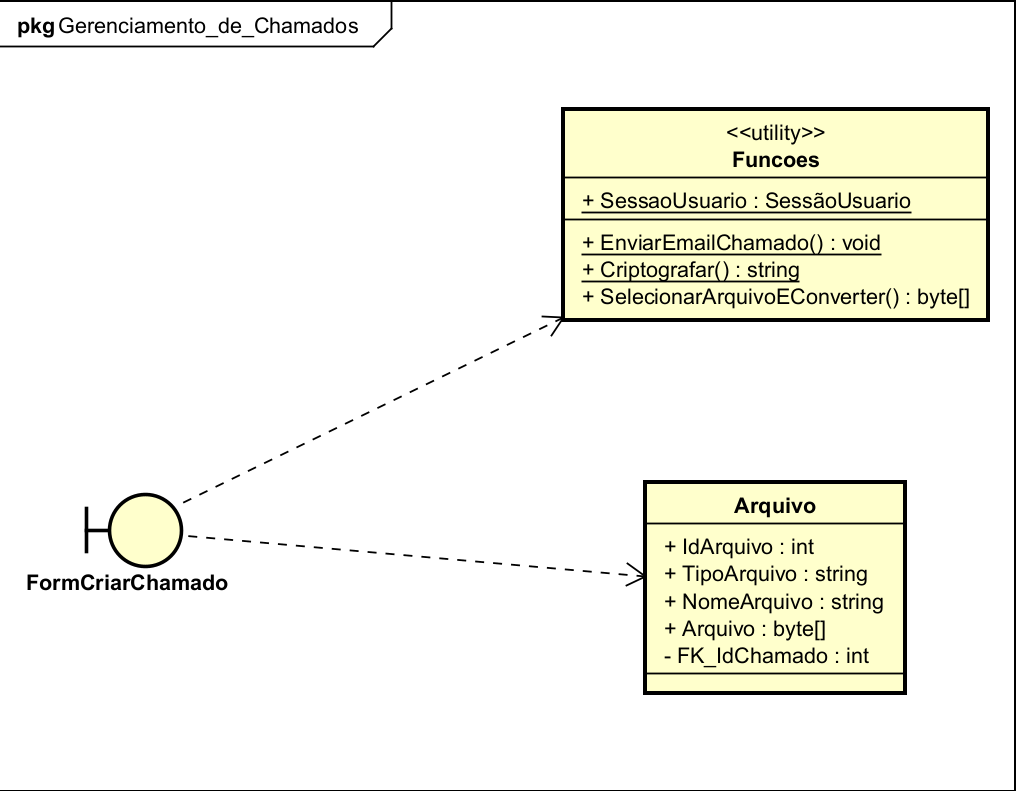 pkg Gerenciamento_de_Chamados
<<utility>>
Funcoes
+ SessaoUsuario : SessãoUsuario
+ EnviarEmailChamado() : void
+ Criptografar() : string
+ SelecionarArquivoEConverter() : byte[]
FormCriarChamado
Arquivo
+ IdArquivo : int
+ TipoArquivo : string
+ NomeArquivo : string
+ Arquivo : byte[]
- FK_IdChamado : int